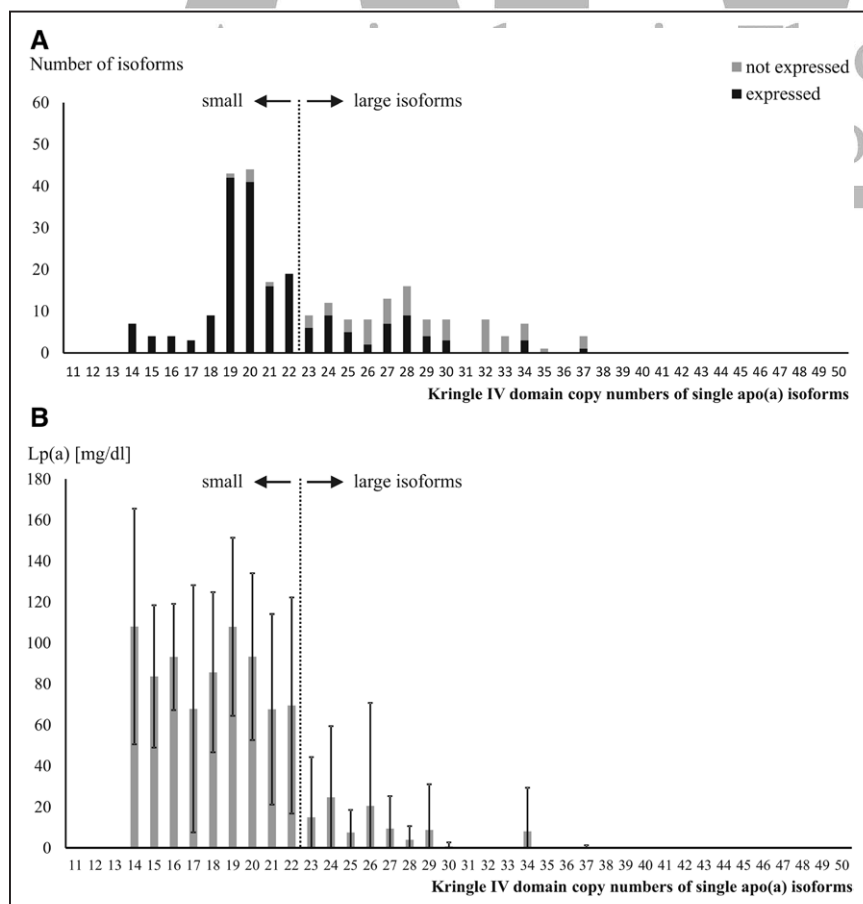 A
Number of isoforms
not expressed
expressed
small
large isoforms
60
50
40
30
20
10
0
11 12 13 14 15 16 17 18 19 20 21 22 23 24 25 26 27 28 29 30 31 32 33 34 35 36 37 38 39 40 41 42 43 44 45 46 47 48 49 50
Kringle IV domain copy numbers of single apo(a) isoforms
B
Lp(a) [mg/dl]
small
large isoforms
180
160
140
120
100
80
60
40
20
0
11 12 13 14 15 16 17 18 19 20 21 22 23 24 25 26 27 28 29 30 31 32 33 34 35 36 37 38 39 40 41 42 43 44 45 46 47 48 49 50
Kringle IV domain copy numbers of single apo(a) isoforms